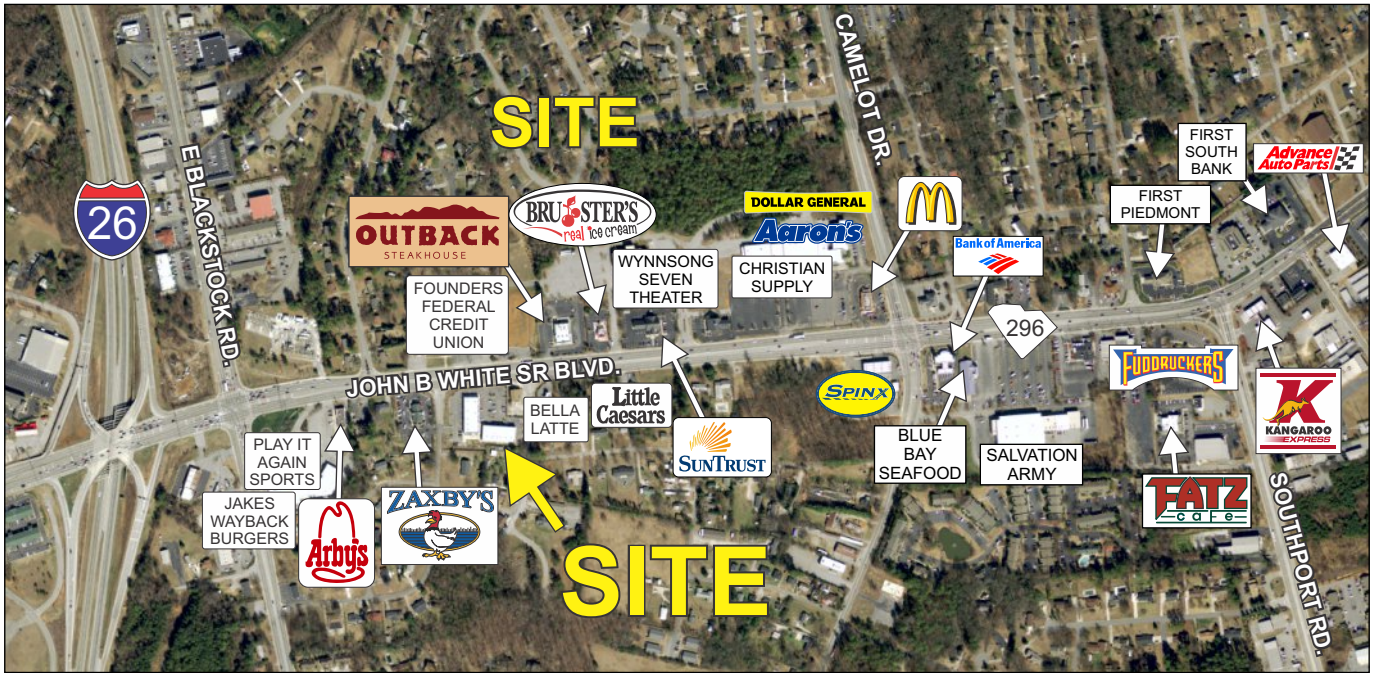 CAMELOT DR.
SITE
FIRST
SOUTH
BANK
Advance
Auto Parts
E BLACKSTOCK RD.
26
OUTBACK
STEAKHOUSE
BRUSTER'S
real ice cream
DOLLAR GENERAL
Aaron's
FIRST
PIEDMONT
Bank of America
WYNNSONG
SEVEN
THEATER
CHRISTIAN
SUPPLY
FOUNDERS
FEDERAL
CREDIT
UNION
296
JOHN B WHITE SR BLVD.
FUDDRUCKERS
SPINX
Little
Caesars
BELLA
LATTE
K
KANGAROO
EXPRESS
PLAY IT
AGAIN
SPORTS
SUNTRUST
BLUE
BAY
SEAFOOD
SALVATION
ARMY
JAKES
WAYBACK
BURGERS
Arby's
ZAXBY'S
FATZ
cafe
SOUTHPORT RD.
SITE